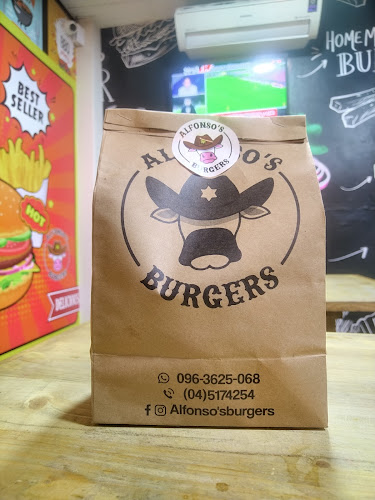 BEST
SELLER
HOT
HOMEM
BU
ALFONSO'S
BURGERS
AL   O'S
BURGERS
096-3625-068
(04)5174254
Alfonso'sburgers